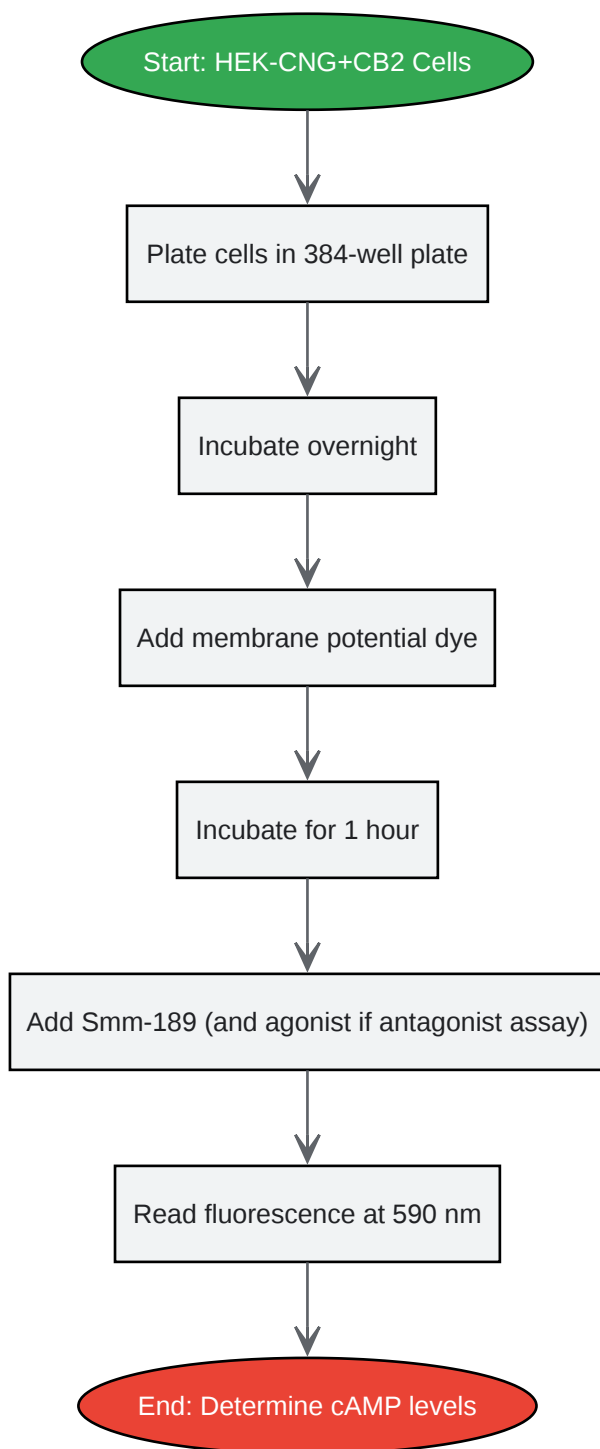 Start: HEK-CNG+CB2 Cells
Plate cells in 384-well plate
Incubate overnight
Add membrane potential dye
Incubate for 1 hour
Add Smm-189 (and agonist if antagonist assay)
Read fluorescence at 590 nm
End: Determine cAMP levels